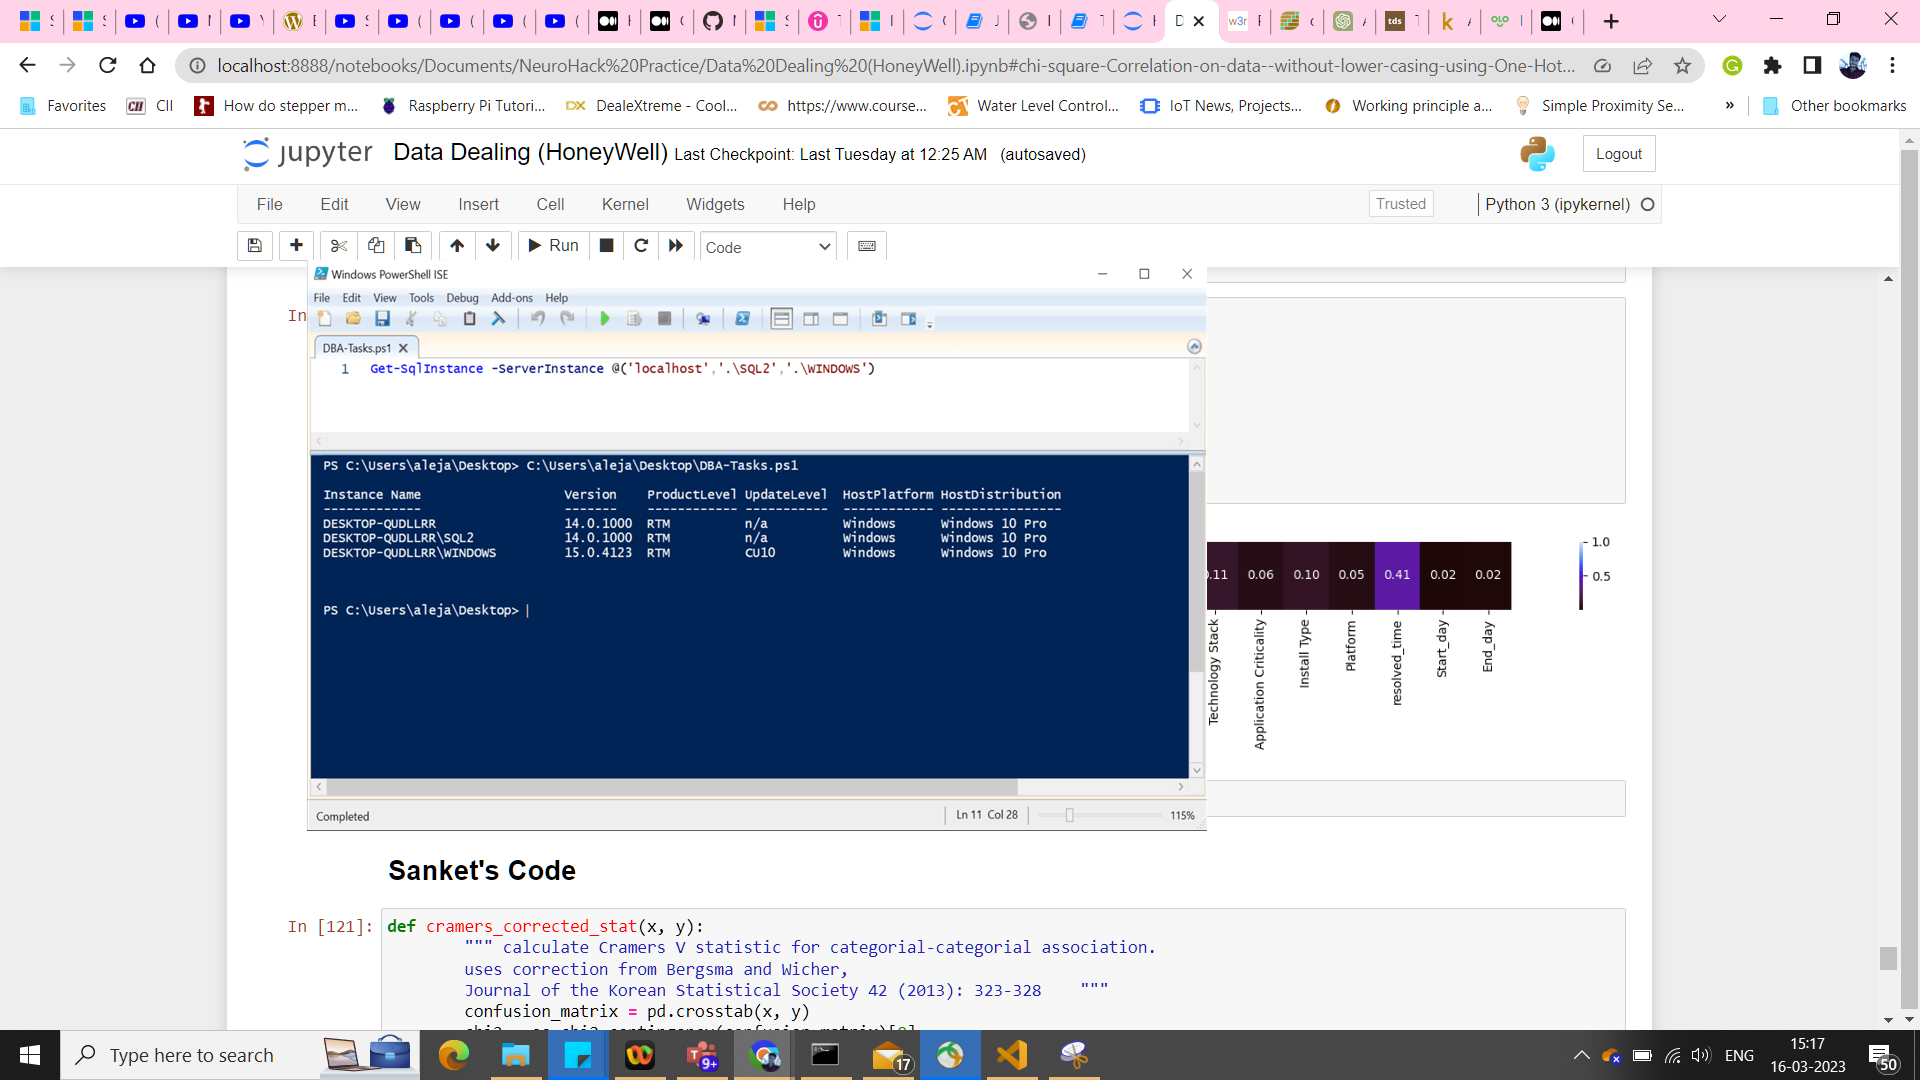 localhost:8888/notebooks/Documents/NeuroHack%20Practice/Data%20Dealing%20(HoneyWell).ipynb#chi-square-Correlation-on-data--without-lower-casing-using-One-Hot...
Favorites CII How do stepper m... Raspberry Pi Tutori... DX DealeXtreme - Cool... https://www.course... Water Level Control... IoT News, Projects... Working principle a... Simple Proximity Se... » Other bookmarks
jupyter Data Dealing (HoneyWell) Last Checkpoint: Last Tuesday at 12:25 AM (autosaved) Logout
File Edit View Insert Cell Kernel Widgets Help Trusted Python 3 (ipykernel)
Run Code
Windows PowerShell ISE
File Edit View Tools Debug Add-ons Help
In
DBA-Tasks.ps1
1 Get-SqlInstance -ServerInstance @('localhost','.\SQL2','.\WINDOWS')
PS C:\Users\aleja\Desktop> C:\Users\aleja\Desktop\DBA-Tasks.ps1
Instance Name Version ProductLevel UpdateLevel HostPlatform HostDistribution
------------- ------- ------------ ----------- ------------ ----------------
DESKTOP-QUDLLRR 14.0.1000 RTM n/a Windows Windows 10 Pro
DESKTOP-QUDLLRR\SQL2 14.0.1000 RTM n/a Windows Windows 10 Pro
DESKTOP-QUDLLRR\WINDOWS 15.0.4123 RTM CU10 Windows Windows 10 Pro
PS C:\Users\aleja\Desktop>
.11 0.06 0.10 0.05 0.41 0.02 0.02
1.0
0.5
Technology Stack
Application Criticality
Install Type
Platform
resolved_time
Start_day
End_day
Completed Ln 11 Col 28 115%
Sanket's Code
In [121]: def cramers_corrected_stat(x, y):
""" calculate Cramers V statistic for categorial-categorial association.
uses correction from Bergsma and Wicher,
Journal of the Korean Statistical Society 42 (2013): 323-328 """
confusion_matrix = pd.crosstab(x, y)
Type here to search 9+ 17 ENG 15:17
16-03-2023 50